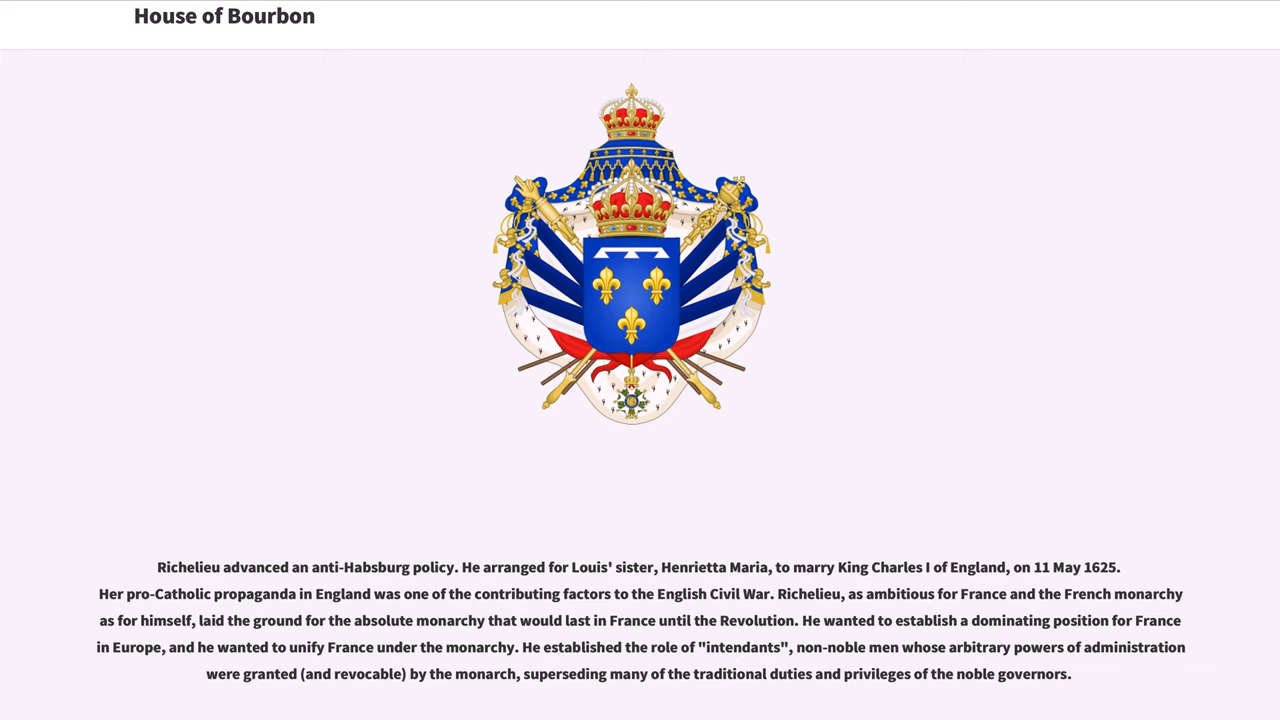 House of Bourbon
Richelieu advanced an anti-Habsburg policy. He arranged for Louis' sister, Henrietta Maria, to marry King Charles I of England, on 11 May 1625.
Her pro-Catholic propaganda in England was one of the contributing factors to the English Civil War. Richelieu, as ambitious for France and the French monarchy
as for himself, laid the ground for the absolute monarchy that would last in France until the Revolution. He wanted to establish a dominating position for France
in Europe, and he wanted to unify France under the monarchy. He established the role of "intendants", non-noble men whose arbitrary powers of administration
were granted (and revocable) by the monarch, superseding many of the traditional duties and privileges of the noble governors.